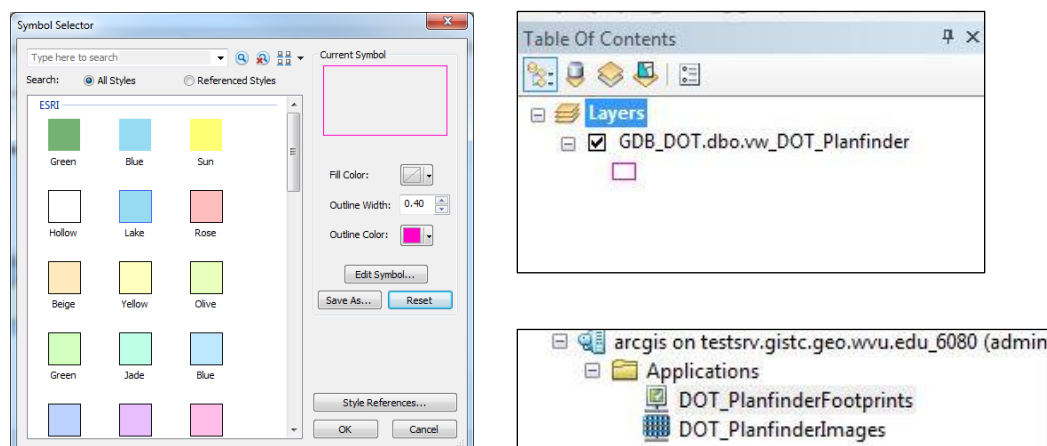 Symbol Selector
Type here to search
Search: All Styles Referenced Styles
ESRI
Green Blue Sun
Hollow Lake Rose
Beige Yellow Olive
Green Jade Blue
Current Symbol
Fill Color:
Outline Width: 0.40
Outline Color:
Edit Symbol...
Save As... Reset
Style References...
OK Cancel
Table Of Contents
Layers
GDB_DOT.dbo.vw_DOT_Planfinder
arcgis on testsrv.gistc.geo.wvu.edu_6080 (admin
Applications
DOT_PlanfinderFootprints
DOT_PlanfinderImages